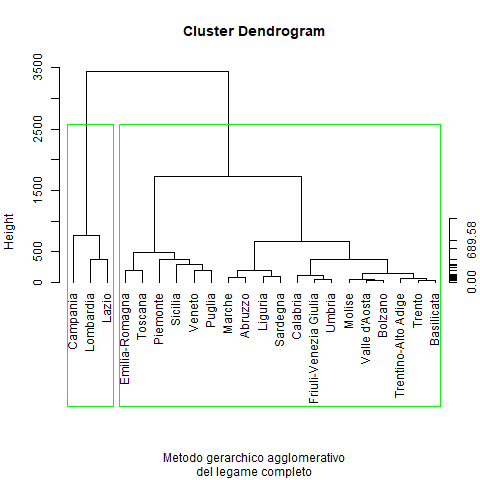 Cluster Dendrogram
Height
3500
2500
1500
500
0
689.58
0.00
Campania
Lombardia
Lazio
Emilia-Romagna
Toscana
Piemonte
Sicilia
Veneto
Puglia
Marche
Abruzzo
Liguria
Sardegna
Calabria
Friuli-Venezia Giulia
Umbria
Molise
Valle d'Aosta
Bolzano
Trentino-Alto Adige
Trento
Basilicata
Metodo gerarchico agglomerativo
del legame completo